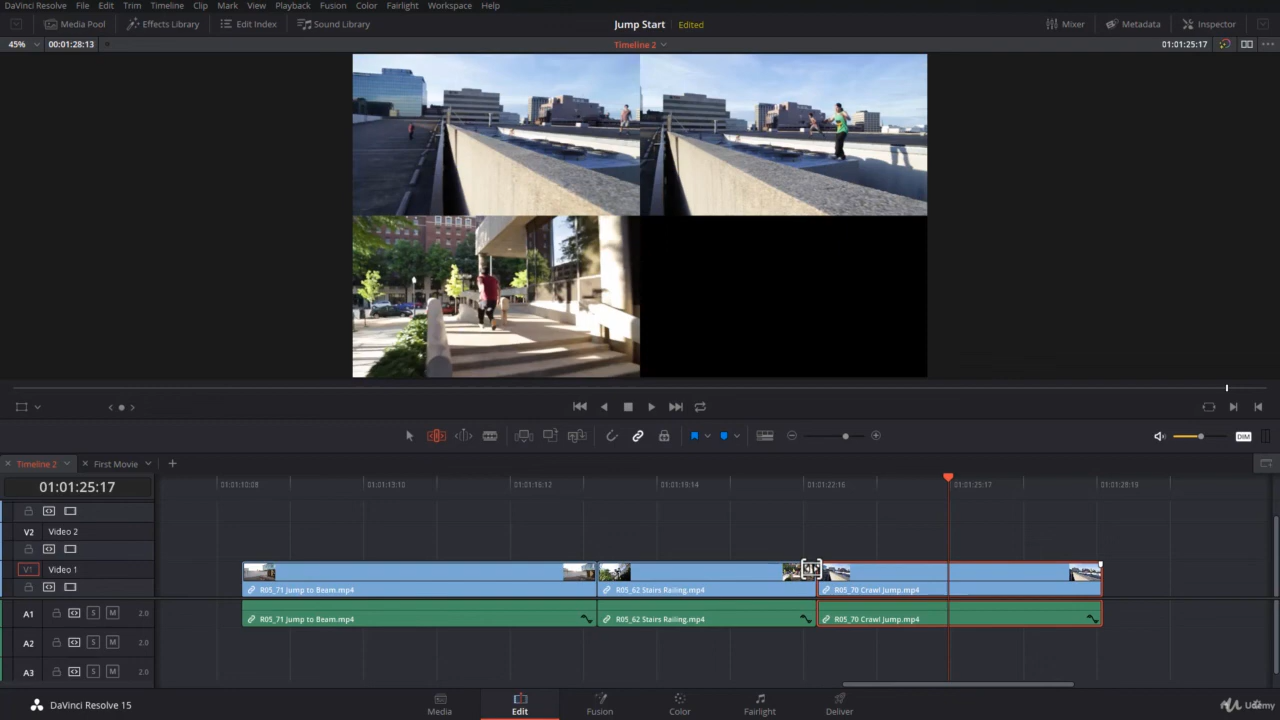 DaVinci Resolve File Edit Trim Timeline Clip Mark View Playback Fusion Color Fairlight Workspace Help
Media Pool Effects Library Edit Index Sound Library Jump Start Edited Mixer Metadata Inspector
45% 00:01:28:13 Timeline 2 01:01:25:17
DIM
Timeline 2 First Movie
01:01:25:17 01:01:10:08 01:01:13:10 01:01:16:12 01:01:19:14 01:01:22:16 01:01:25:17 01:01:28:19
V2 Video 2
V1 Video 1
R05_71 Jump to Beam.mp4 R05_62 Stairs Railing.mp4 R05_70 Crawl Jump.mp4
A1 S M 2.0 R05_71 Jump to Beam.mp4 R05_62 Stairs Railing.mp4 R05_70 Crawl Jump.mp4
A2 S M 2.0
A3 S M 2.0
DaVinci Resolve 15 Media Edit Fusion Color Fairlight Deliver Udemy